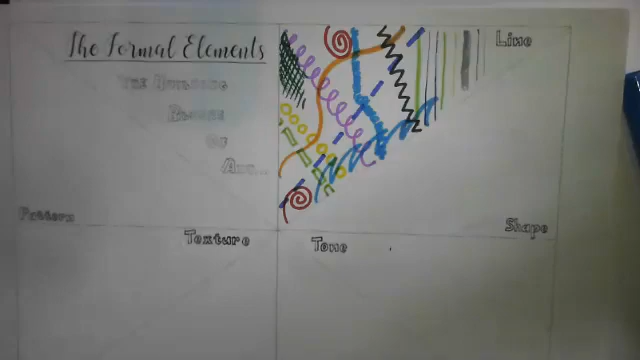 The Formal Elements
Line
The Building
Blocks
Of
Art...
Pattern
Shape
Texture
Tone